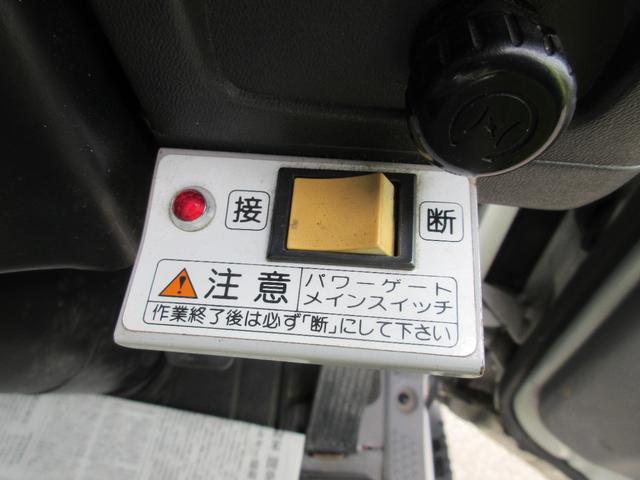 接
断
注意
パワーゲート
メインスイッチ
作業終了後は必ず「断」にして下さい